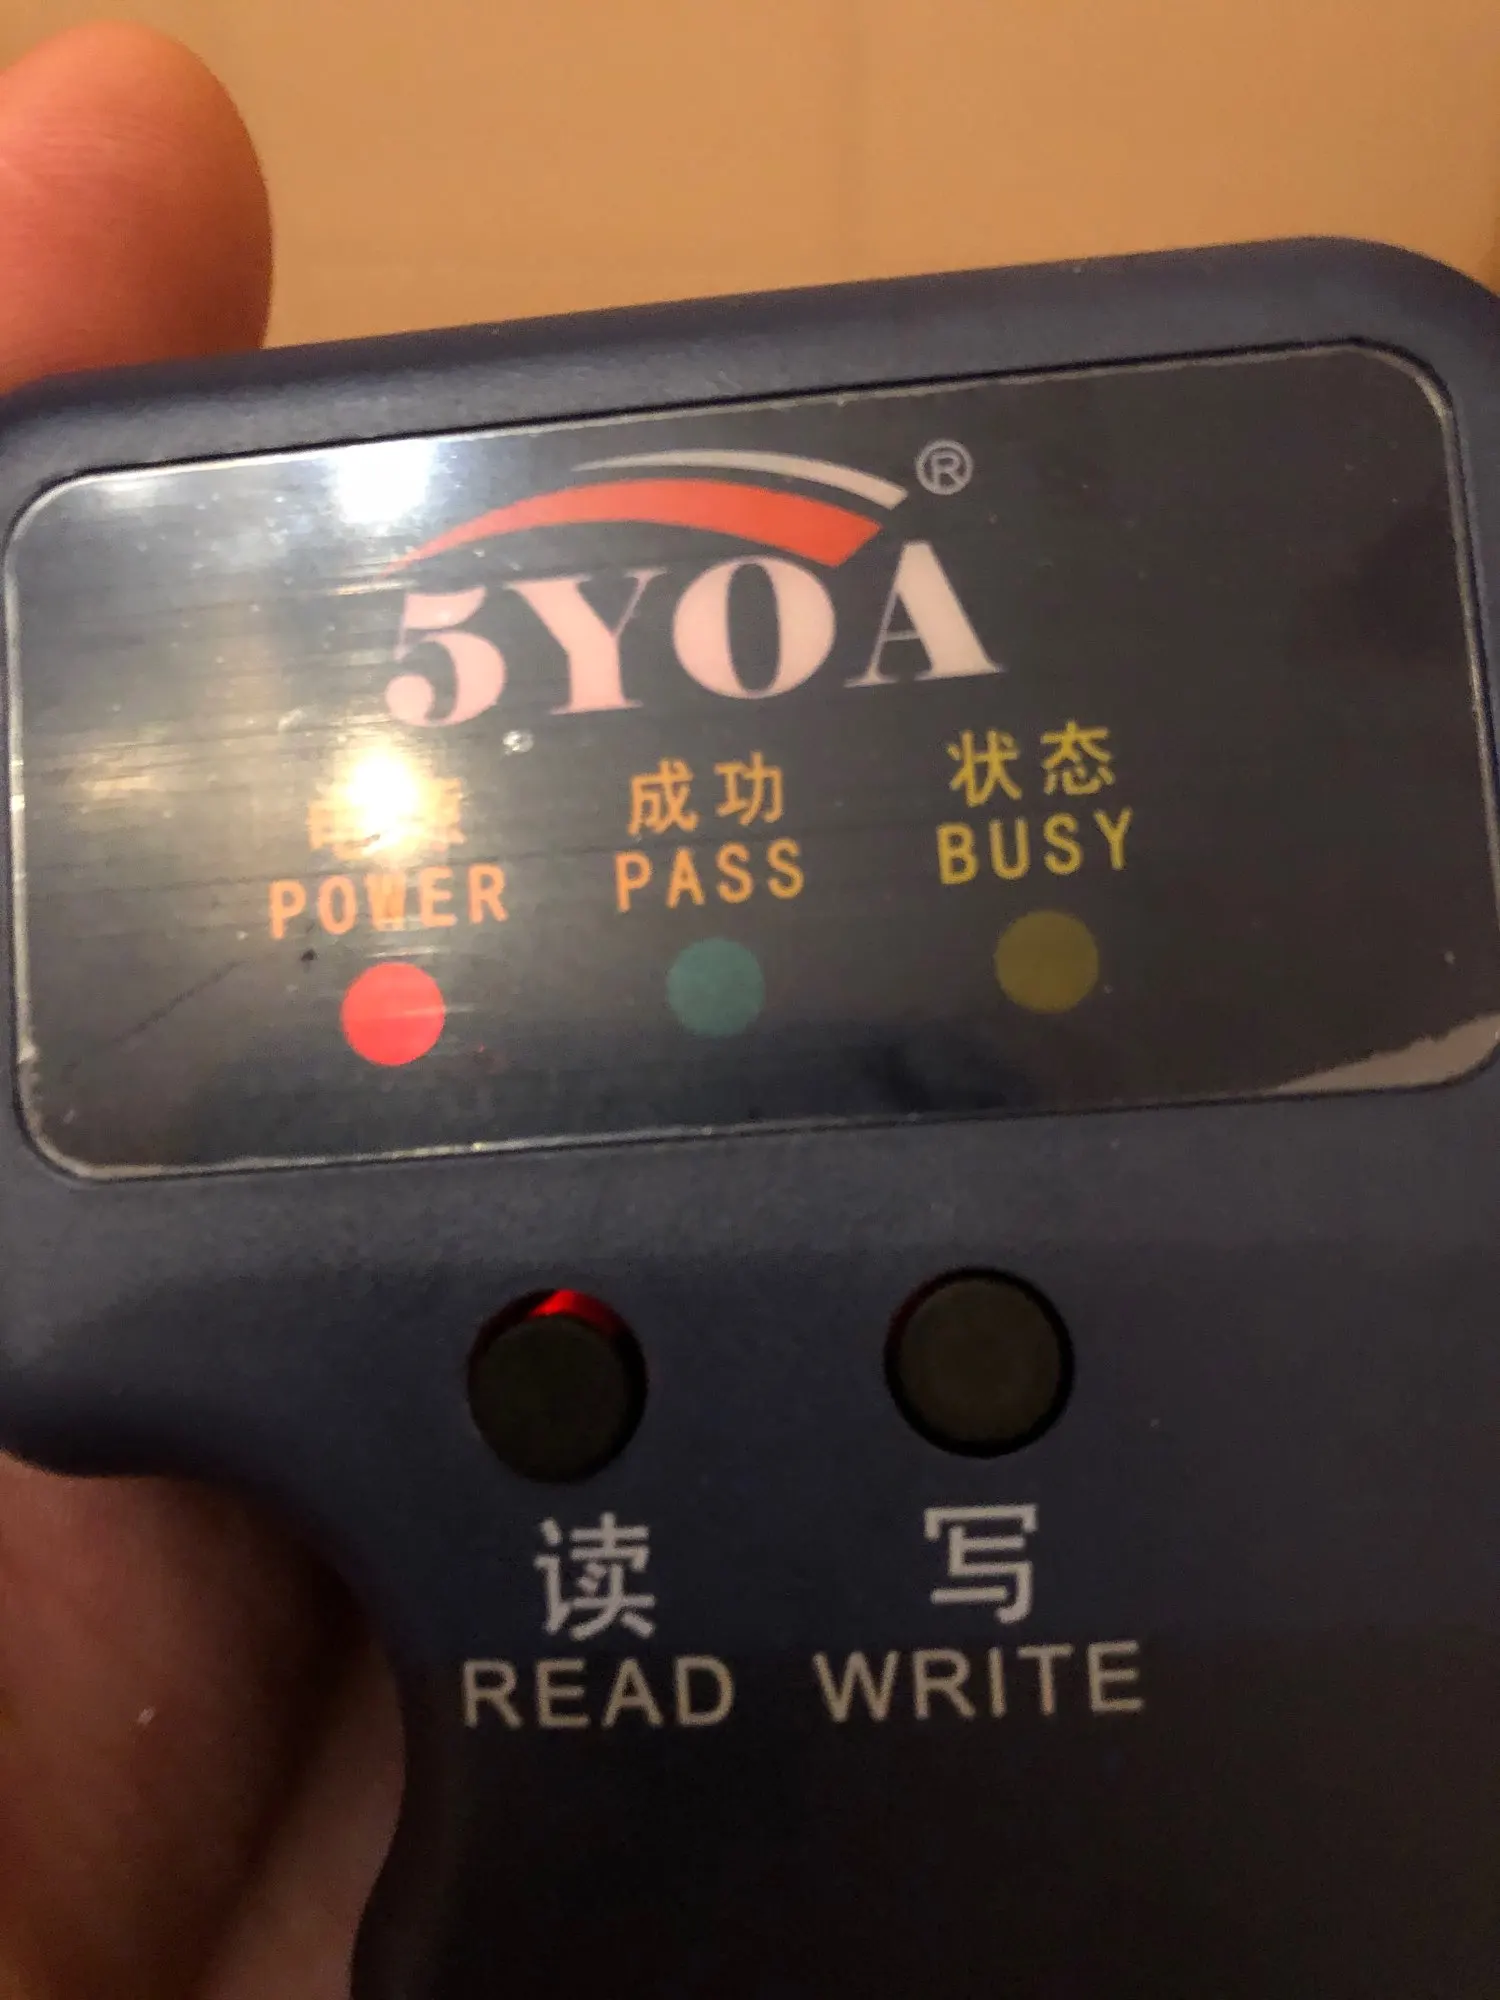 5YOA®
成功 状态
POWER PASS BUSY
读 写
READ WRITE